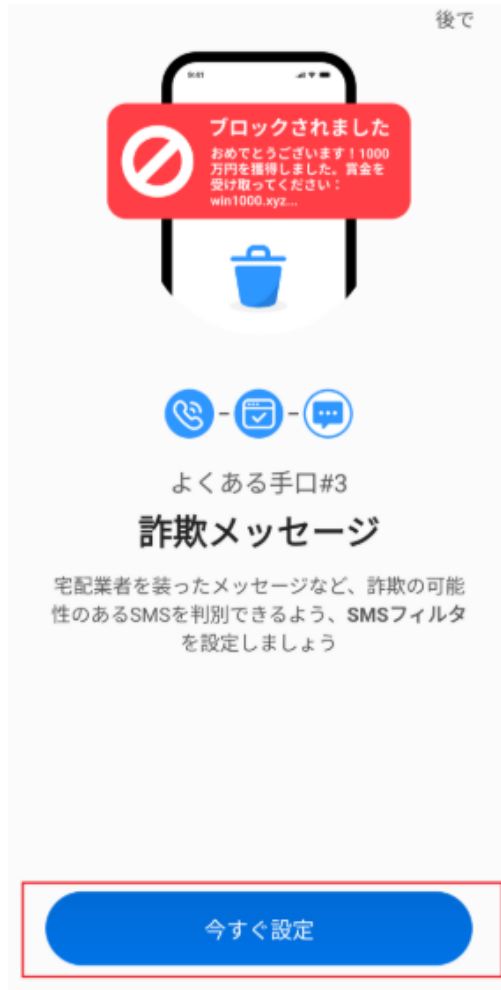 後で
9:41
ブロックされました
おめでとうございます！1000
万円を獲得しました。賞金を
受け取ってください：
win1000.xyz...
よくある手口#3
詐欺メッセージ
宅配業者を装ったメッセージなど、詐欺の可能
性のあるSMSを判別できるよう、SMSフィルタ
を設定しましょう
今すぐ設定